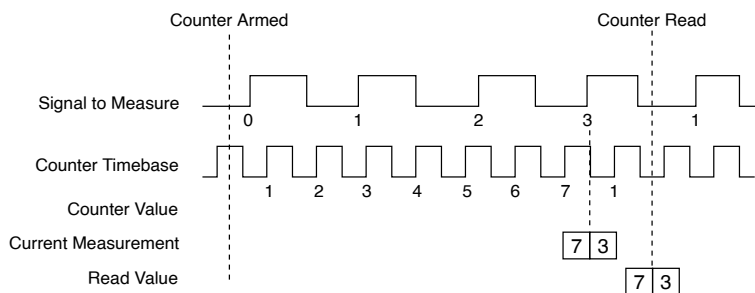 Counter Armed Counter Read
Signal to Measure
0 1 2 3 1
Counter Timebase
1 2 3 4 5 6 7 1
Counter Value
Current Measurement
7 3
Read Value
7 3